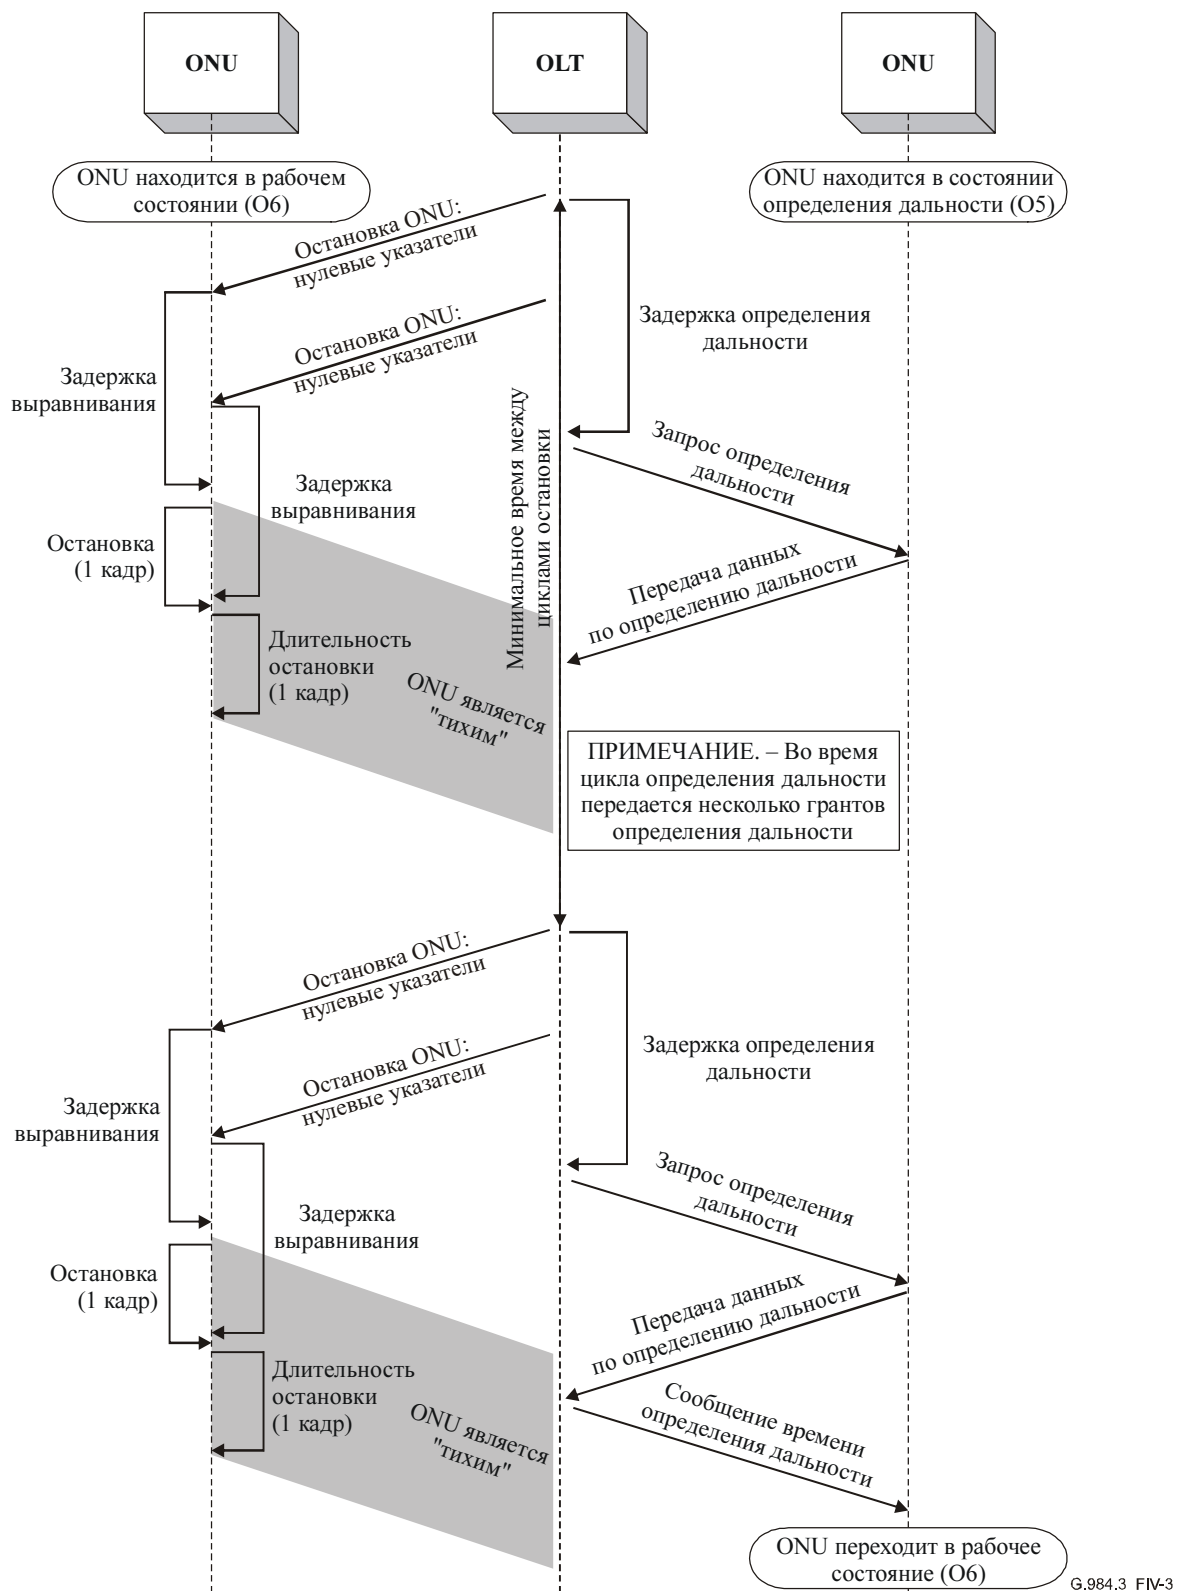 ONU
OLT
ONU
ONU находится в рабочем
состоянии (O6)
ONU находится в состоянии
определения дальности (O5)
Остановка ONU:
нулевые указатели
Остановка ONU:
нулевые указатели
Задержка определения
дальности
Задержка
выравнивания
Минимальное время между
циклами остановки
Запрос определения
дальности
Задержка
выравнивания
Остановка
(1 кадр)
Передача данных
по определению дальности
Длительность
остановки
(1 кадр)
ONU является
"тихим"
ПРИМЕЧАНИЕ. – Во время
цикла определения дальности
передается несколько грантов
определения дальности
Остановка ONU:
нулевые указатели
Остановка ONU:
нулевые указатели
Задержка определения
дальности
Задержка
выравнивания
Запрос определения
дальности
Задержка
выравнивания
Остановка
(1 кадр)
Передача данных
по определению дальности
Длительность
остановки
(1 кадр)
ONU является
"тихим"
Сообщение времени
определения дальности
ONU переходит в рабочее
состояние (O6)
G.984.3_FIV-3